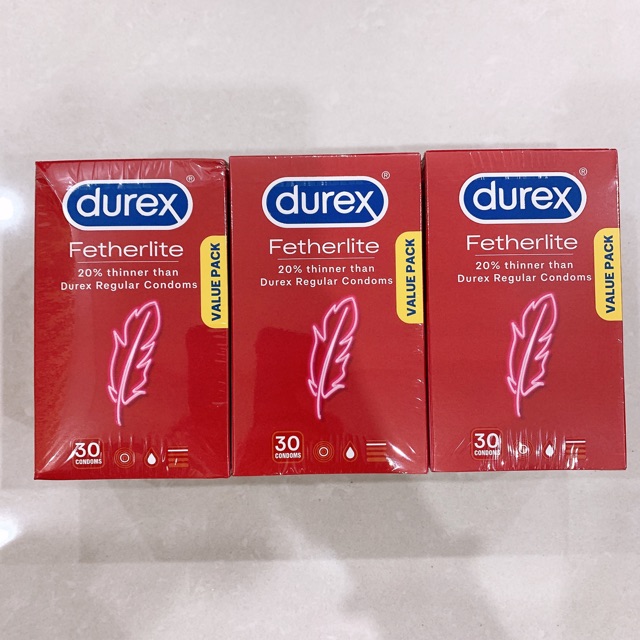 durex®
Fetherlite
20% thinner than
Durex Regular Condoms
VALUE PACK
30
CONDOMS
durex®
Fetherlite
20% thinner than
Durex Regular Condoms
VALUE PACK
30
CONDOMS
durex®
Fetherlite
20% thinner than
Durex Regular Condoms
VALUE PACK
30
CONDOMS